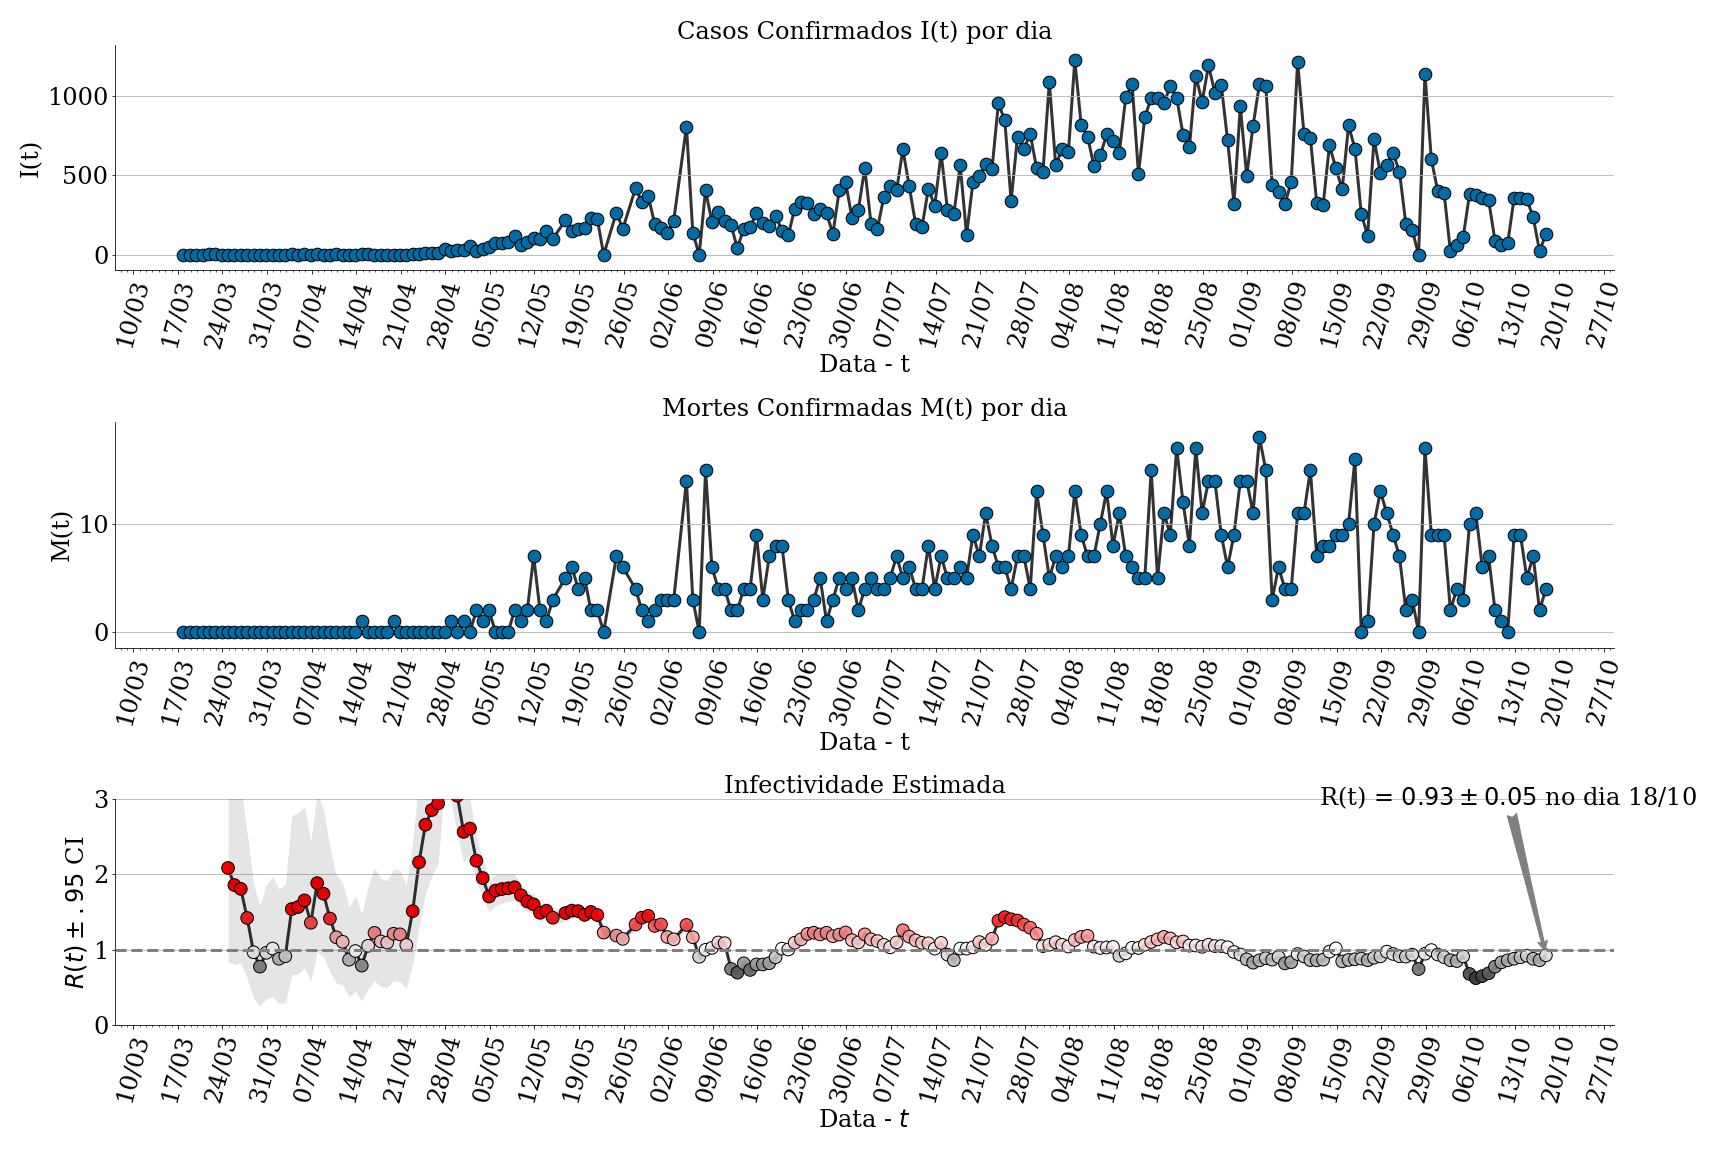 Casos Confirmados I(t) por dia
I(t)
1000
500
0
10/03 17/03 24/03 31/03 07/04 14/04 21/04 28/04 05/05 12/05 19/05 26/05 02/06 09/06 16/06 23/06 30/06 07/07 14/07 21/07 28/07 04/08 11/08 18/08 25/08 01/09 08/09 15/09 22/09 29/09 06/10 13/10 20/10 27/10
Data - t
Mortes Confirmadas M(t) por dia
M(t)
10
0
10/03 17/03 24/03 31/03 07/04 14/04 21/04 28/04 05/05 12/05 19/05 26/05 02/06 09/06 16/06 23/06 30/06 07/07 14/07 21/07 28/07 04/08 11/08 18/08 25/08 01/09 08/09 15/09 22/09 29/09 06/10 13/10 20/10 27/10
Data - t
Infectividade Estimada
R(t) = 0.93 ± 0.05 no dia 18/10
R(t) ± .95 CI
3
2
1
0
10/03 17/03 24/03 31/03 07/04 14/04 21/04 28/04 05/05 12/05 19/05 26/05 02/06 09/06 16/06 23/06 30/06 07/07 14/07 21/07 28/07 04/08 11/08 18/08 25/08 01/09 08/09 15/09 22/09 29/09 06/10 13/10 20/10 27/10
Data - t